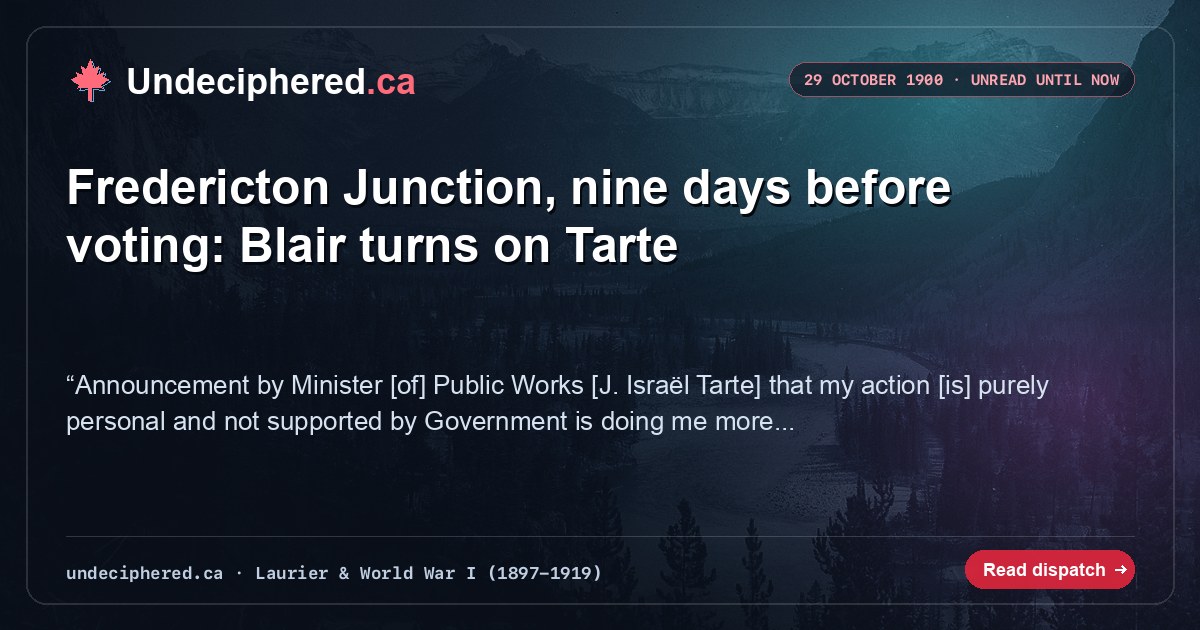 Undeciphered.ca
29 OCTOBER 1900 · UNREAD UNTIL NOW
Fredericton Junction, nine days before
voting: Blair turns on Tarte
“Announcement by Minister [of] Public Works [J. Israël Tarte] that my action [is] purely
personal and not supported by Government is doing me more...
undeciphered.ca · Laurier & World War I (1897–1919)
Read dispatch →